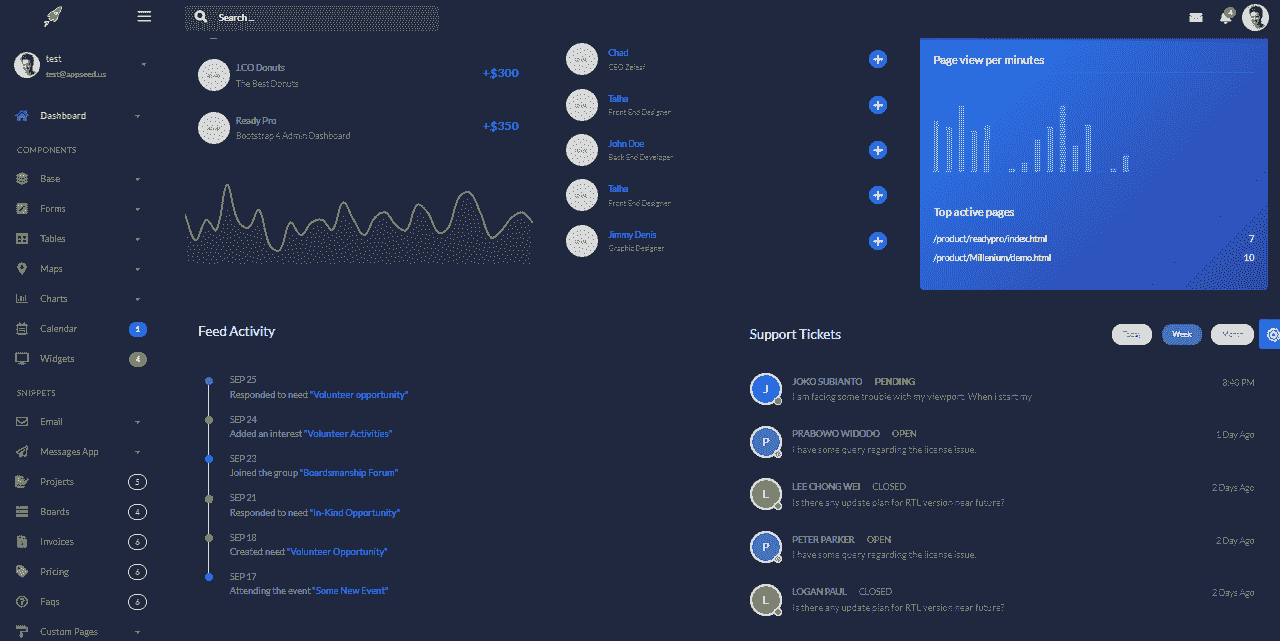 Search ...
4
test
test@appseed.us
Dashboard
COMPONENTS
Base
Forms
Tables
Maps
Charts
Calendar
1
Widgets
4
SNIPPETS
Email
Messages App
Projects
5
Boards
4
Invoices
6
Pricing
6
Faqs
6
Custom Pages
J.CO Donuts
The Best Donuts
+$300
Ready Pro
Bootstrap 4 Admin Dashboard
+$350
Chad
CEO Zeleaf
Talha
Front End Designer
John Doe
Back End Developer
Talha
Front End Designer
Jimmy Denis
Graphic Designer
Page view per minutes
Top active pages
/product/readypro/index.html
7
/product/Millenium/demo.html
10
Feed Activity
SEP 25
Responded to need "Volunteer opportunity"
SEP 24
Added an interest "Volunteer Activities"
SEP 23
Joined the group "Boardsmanship Forum"
SEP 21
Responded to need "In-Kind Opportunity"
SEP 18
Created need "Volunteer Opportunity"
SEP 17
Attending the event "Some New Event"
Support Tickets
Today
Week
Month
J
JOKO SUBIANTO PENDING
8:40 PM
I am facing some trouble with my viewport. When i start my
P
PRABOWO WIDODO OPEN
1 Day Ago
I have some query regarding the license issue.
L
LEE CHONG WEI CLOSED
2 Days Ago
Is there any update plan for RTL version near future?
P
PETER PARKER OPEN
2 Day Ago
I have some query regarding the license issue.
L
LOGAN PAUL CLOSED
2 Days Ago
Is there any update plan for RTL version near future?